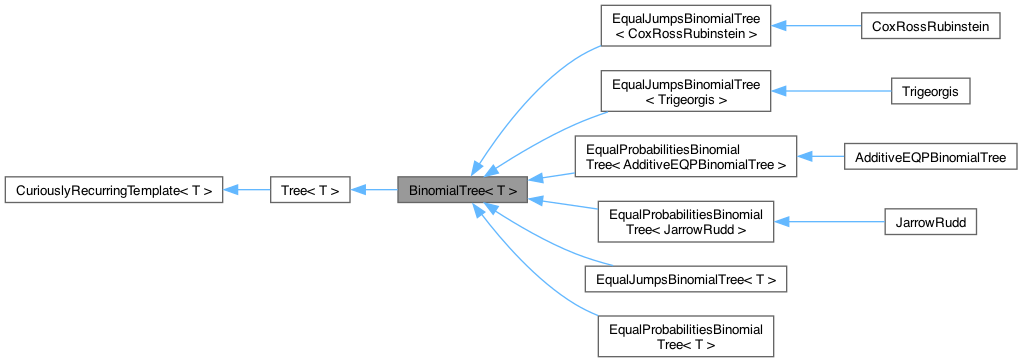 EqualJumpsBinomialTree
< CoxRossRubinstein >
CoxRossRubinstein
EqualJumpsBinomialTree
< Trigeorgis >
Trigeorgis
EqualProbabilitiesBinomial
Tree< AdditiveEQPBinomialTree >
AdditiveEQPBinomialTree
CuriouslyRecurringTemplate< T >
Tree< T >
BinomialTree< T >
EqualProbabilitiesBinomial
Tree< JarrowRudd >
JarrowRudd
EqualJumpsBinomialTree< T >
EqualProbabilitiesBinomial
Tree< T >